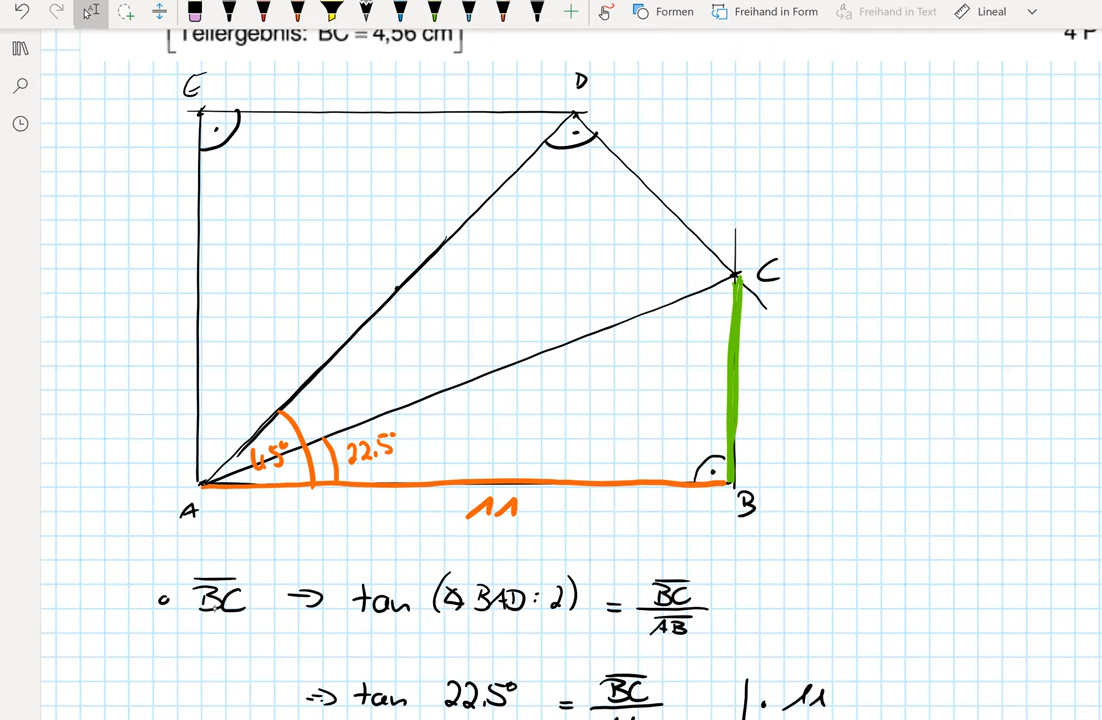 Formen Freihand in Form Freihand in Text Lineal
[Teilergebnis: BC = 4,56 cm] 4 P
E D
C
45° 22.5°
A 11 B
• BC → tan (∢ BAD : 2) = BC / AB
⇒ tan 22.5° = BC / 11 | · 11